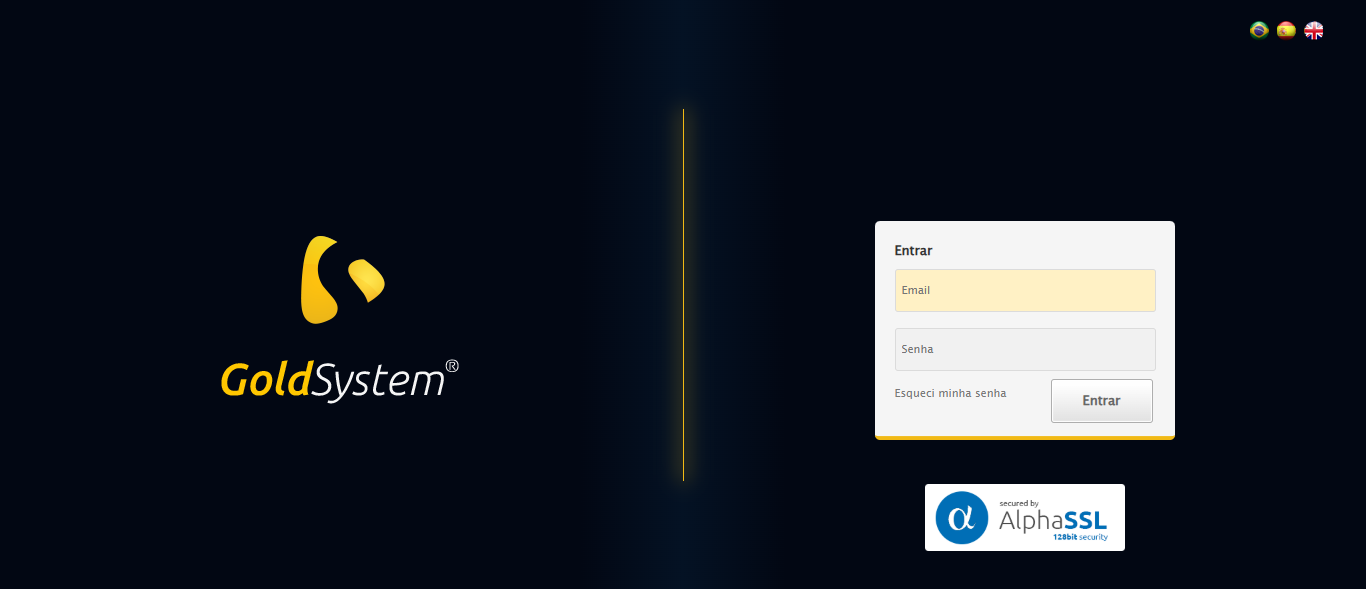 GoldSystem®
Entrar
Email
Senha
Esqueci minha senha
Entrar
secured by
AlphaSSL
128bit security